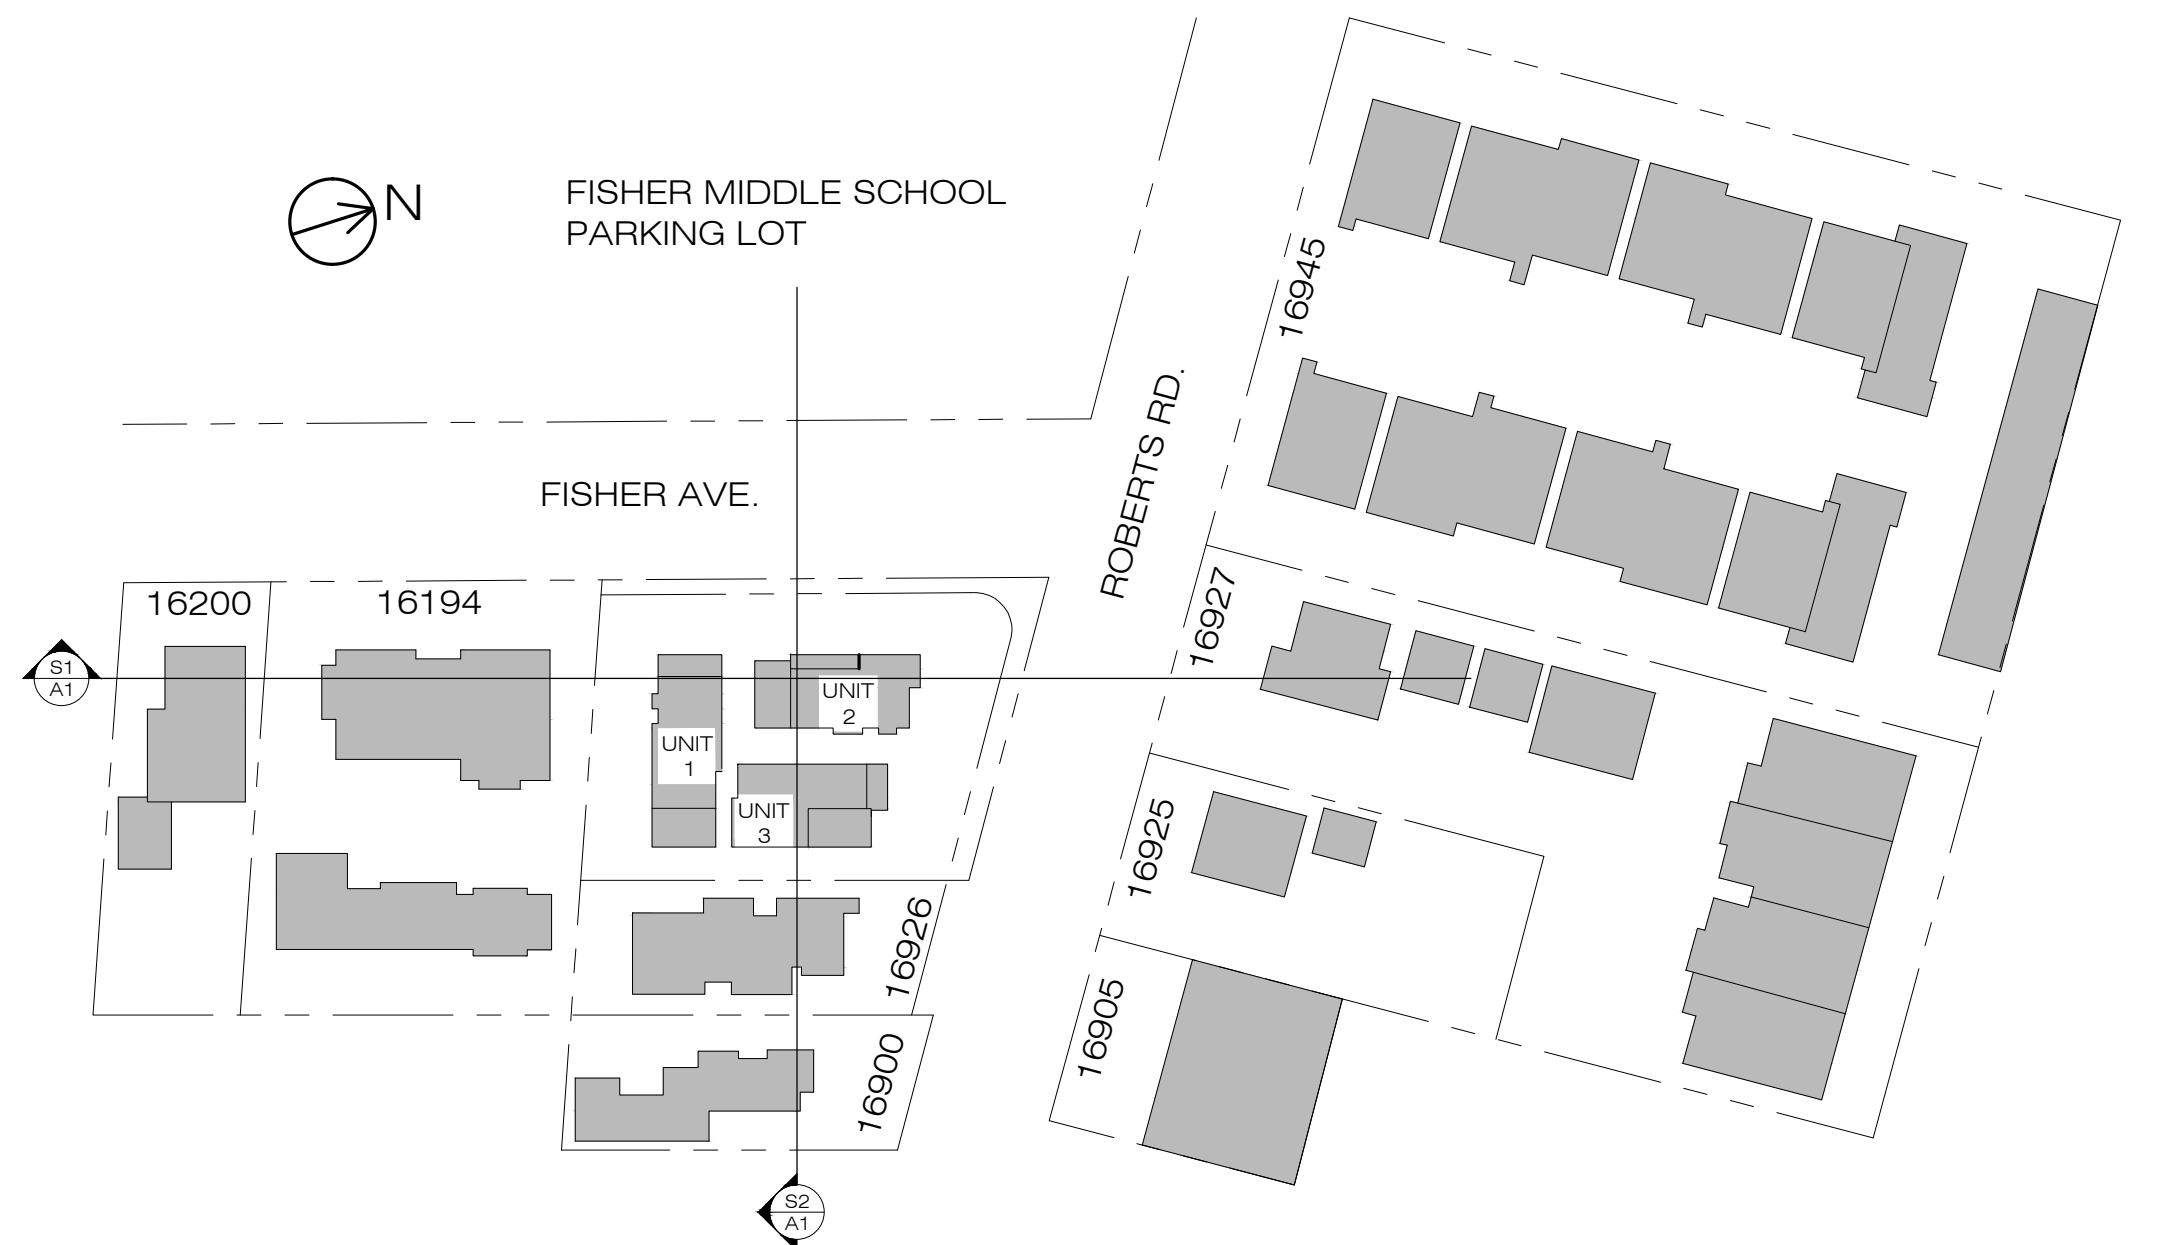 N
FISHER MIDDLE SCHOOL
PARKING LOT
16945
ROBERTS RD.
FISHER AVE.
16200
16194
16927
S1
A1
UNIT
2
UNIT
1
UNIT
3
16925
16926
16905
16900
S2
A1